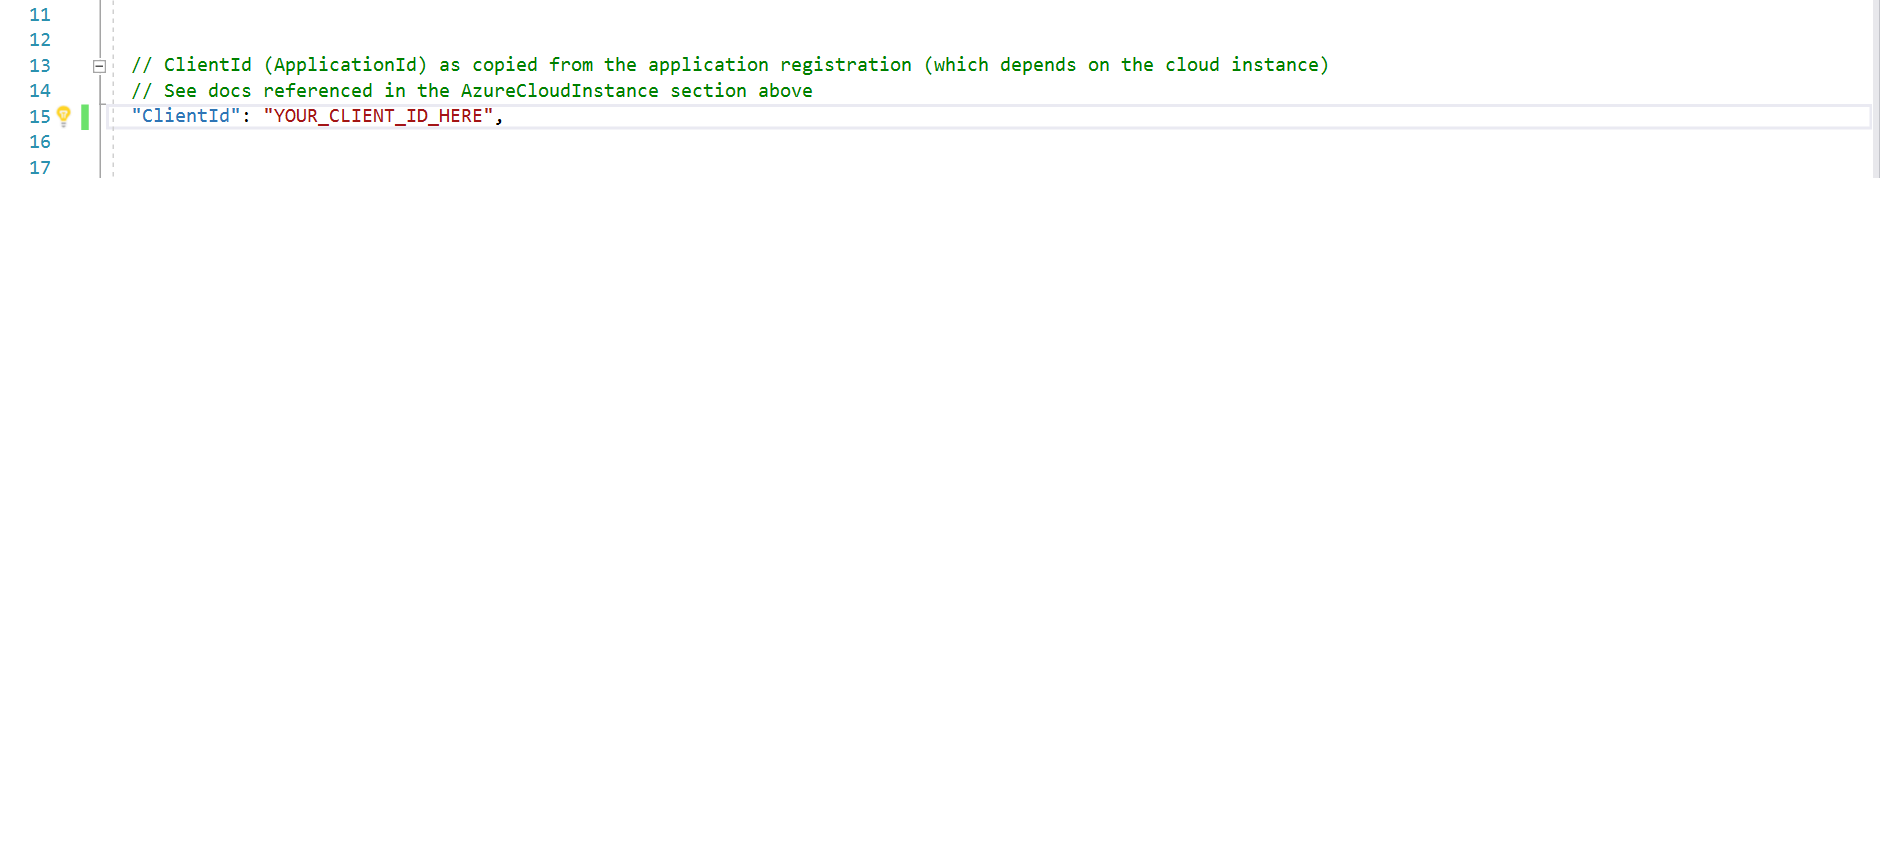 11
12
13 // ClientId (ApplicationId) as copied from the application registration (which depends on the cloud instance)
14 // See docs referenced in the AzureCloudInstance section above
15 "ClientId": "YOUR_CLIENT_ID_HERE",
16
17